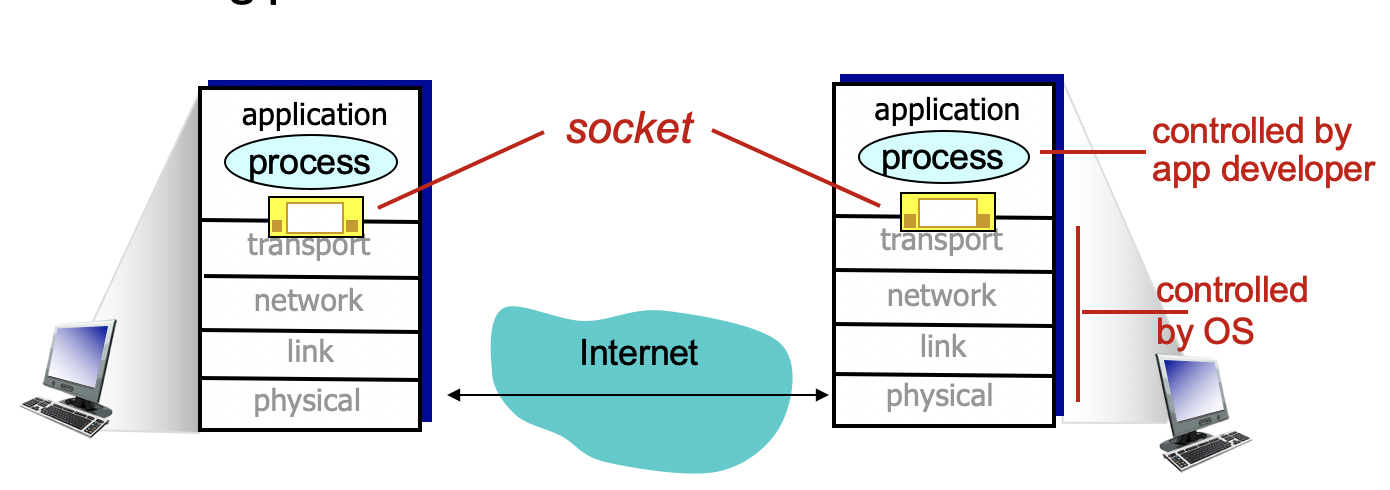 application
process
transport
network
link
physical
socket
Internet
application
process
transport
network
link
physical
controlled by
app developer
controlled
by OS